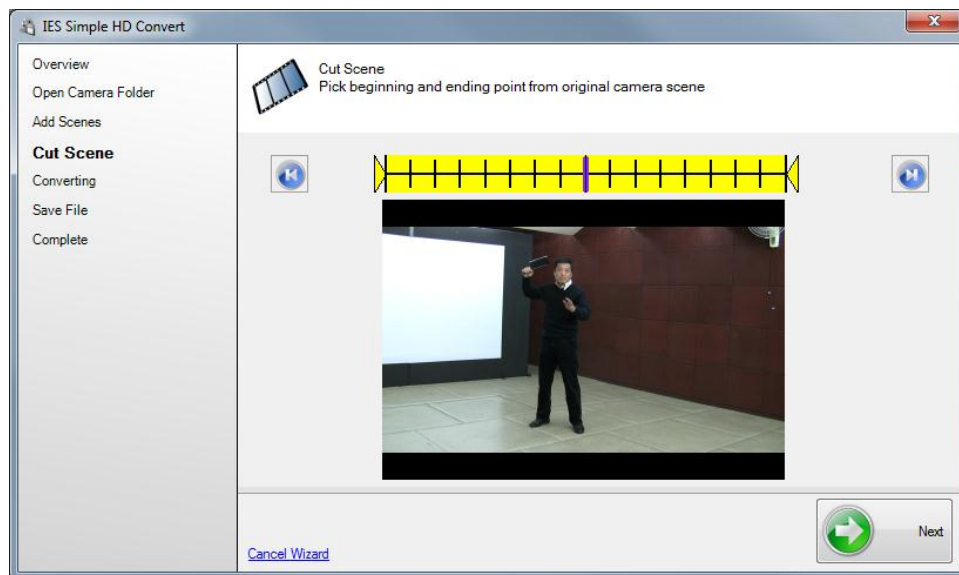 IES Simple HD Convert
Overview
Open Camera Folder
Add Scenes
Cut Scene
Converting
Save File
Complete
Cut Scene
Pick beginning and ending point from original camera scene
Cancel Wizard
Next